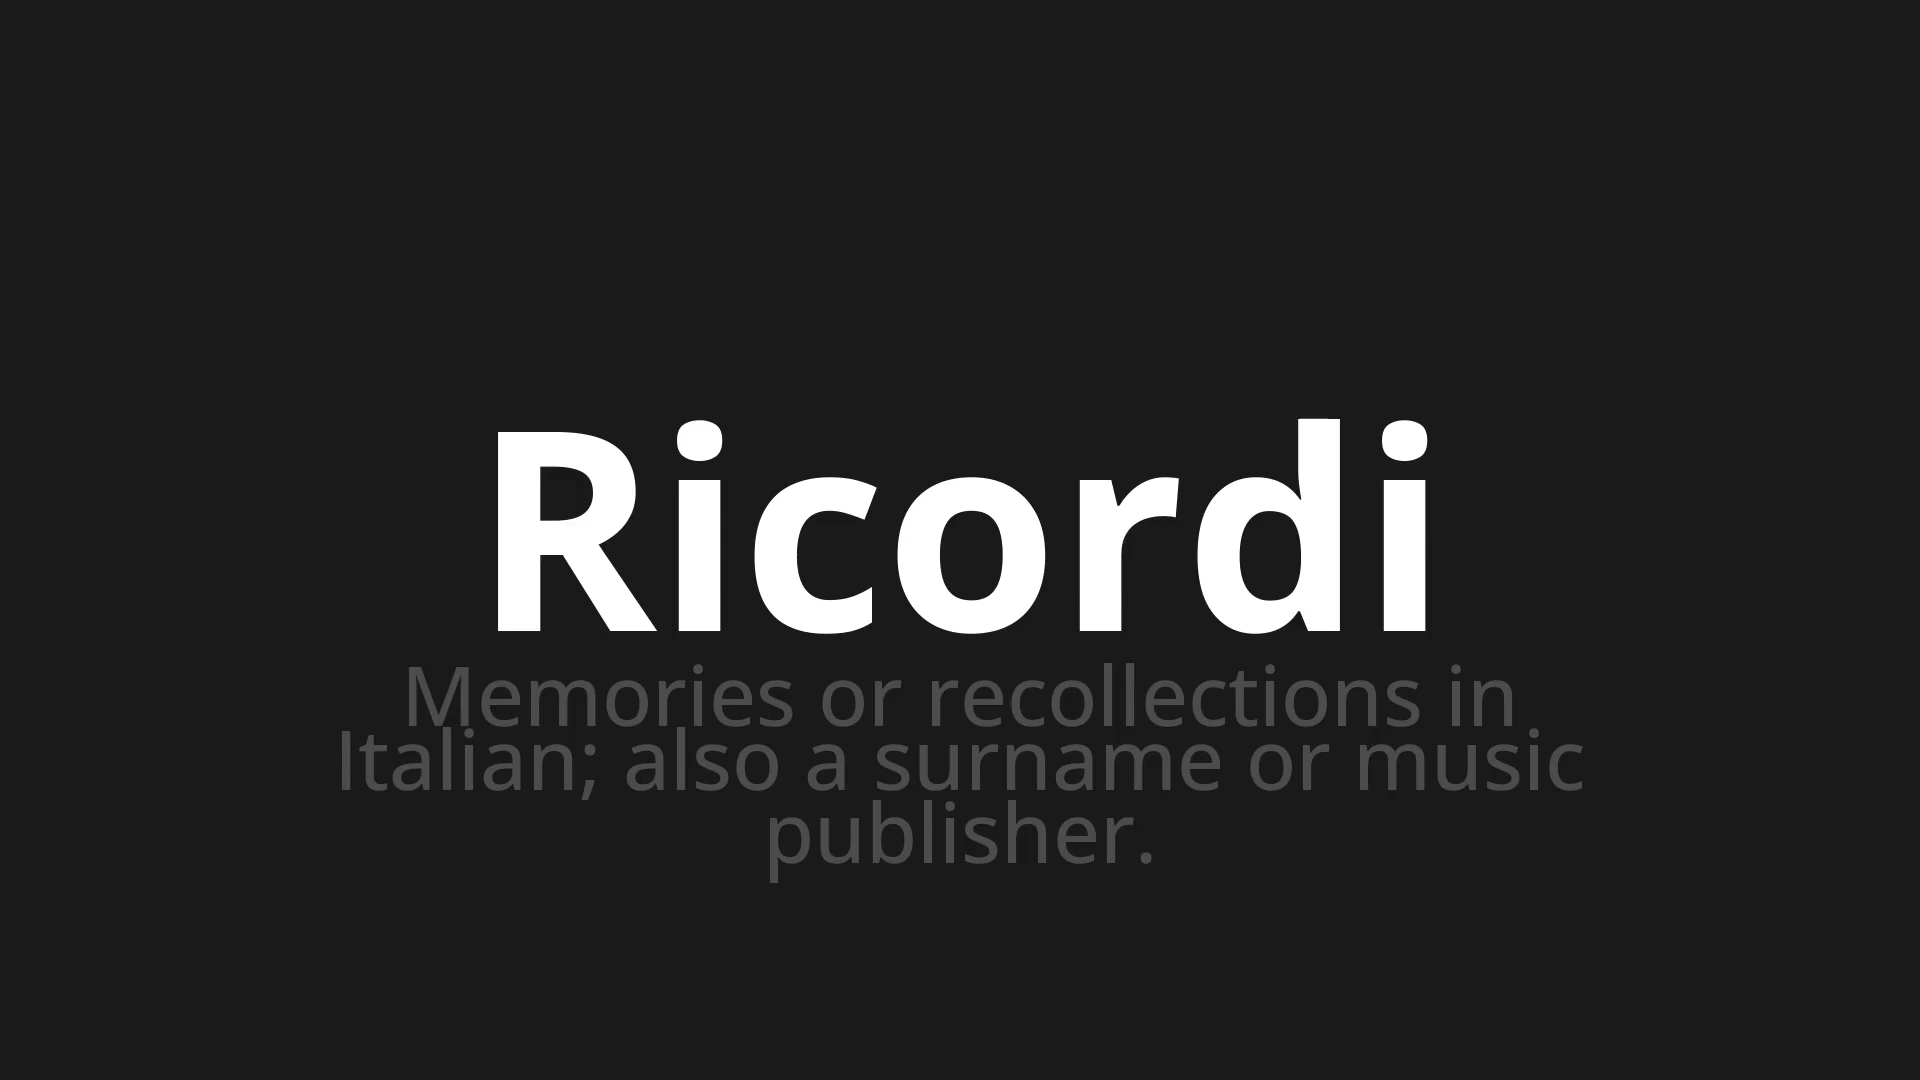 Ricordi
Memories or recollections in
Italian; also a surname or music
publisher.